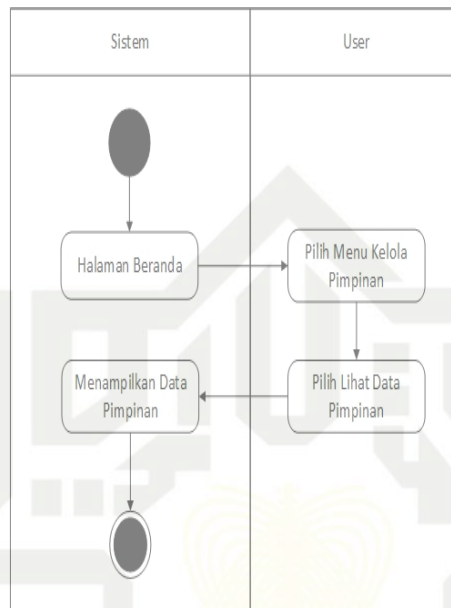 Sistem
User
Halaman Beranda
Pilih Menu Kelola
Pimpinan
Menampilkan Data
Pimpinan
Pilih Lihat Data
Pimpinan